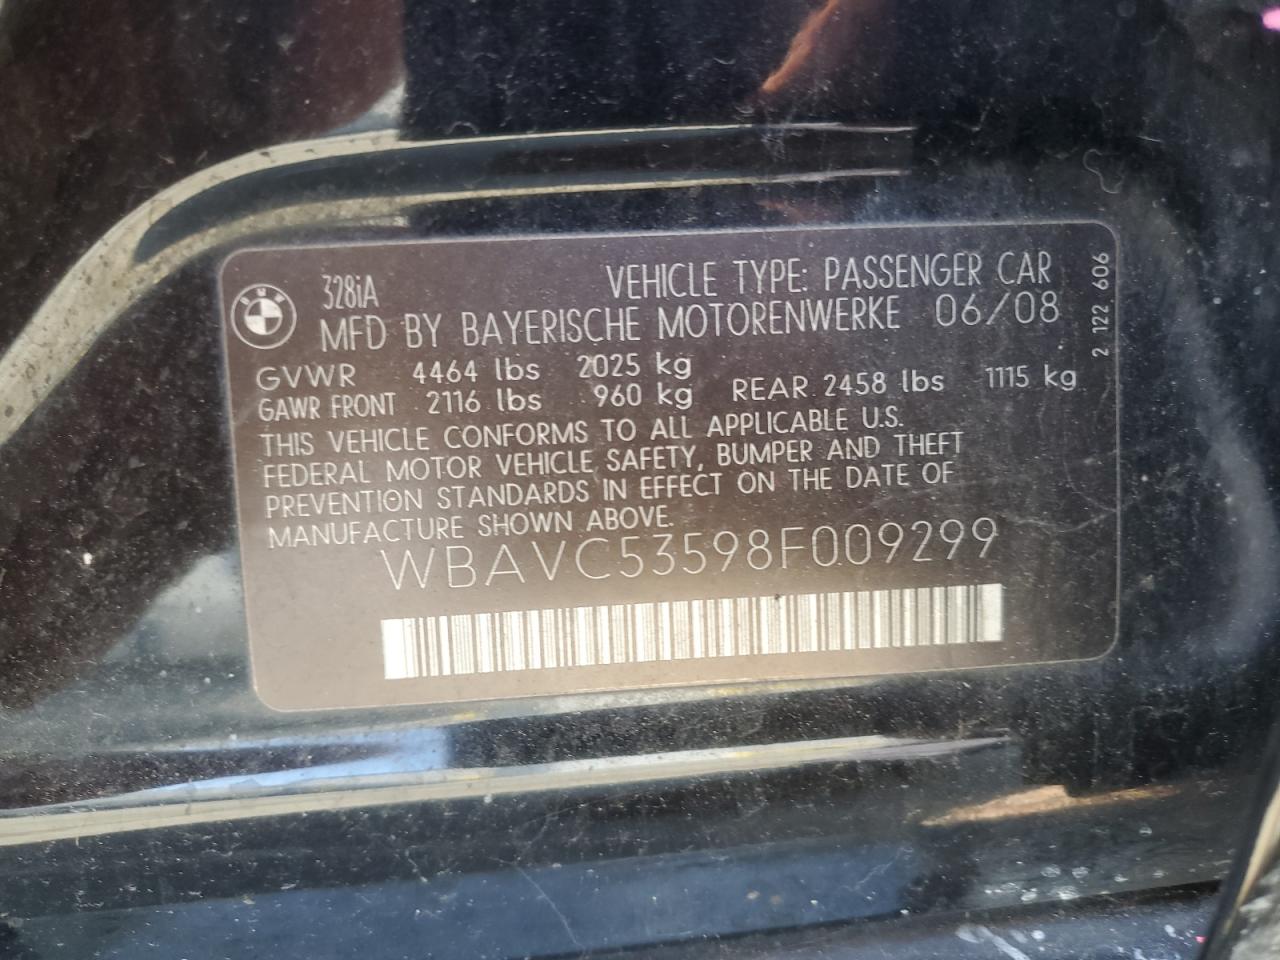 328iA
VEHICLE TYPE: PASSENGER CAR
MFD BY BAYERISCHE MOTORENWERKE 06/08
GVWR 4464 lbs 2025 kg
GAWR FRONT 2116 lbs 960 kg REAR 2458 lbs 1115 kg
THIS VEHICLE CONFORMS TO ALL APPLICABLE U.S.
FEDERAL MOTOR VEHICLE SAFETY, BUMPER AND THEFT
PREVENTION STANDARDS IN EFFECT ON THE DATE OF
MANUFACTURE SHOWN ABOVE.
WBAVC53598F009299
2 122 606
BMW